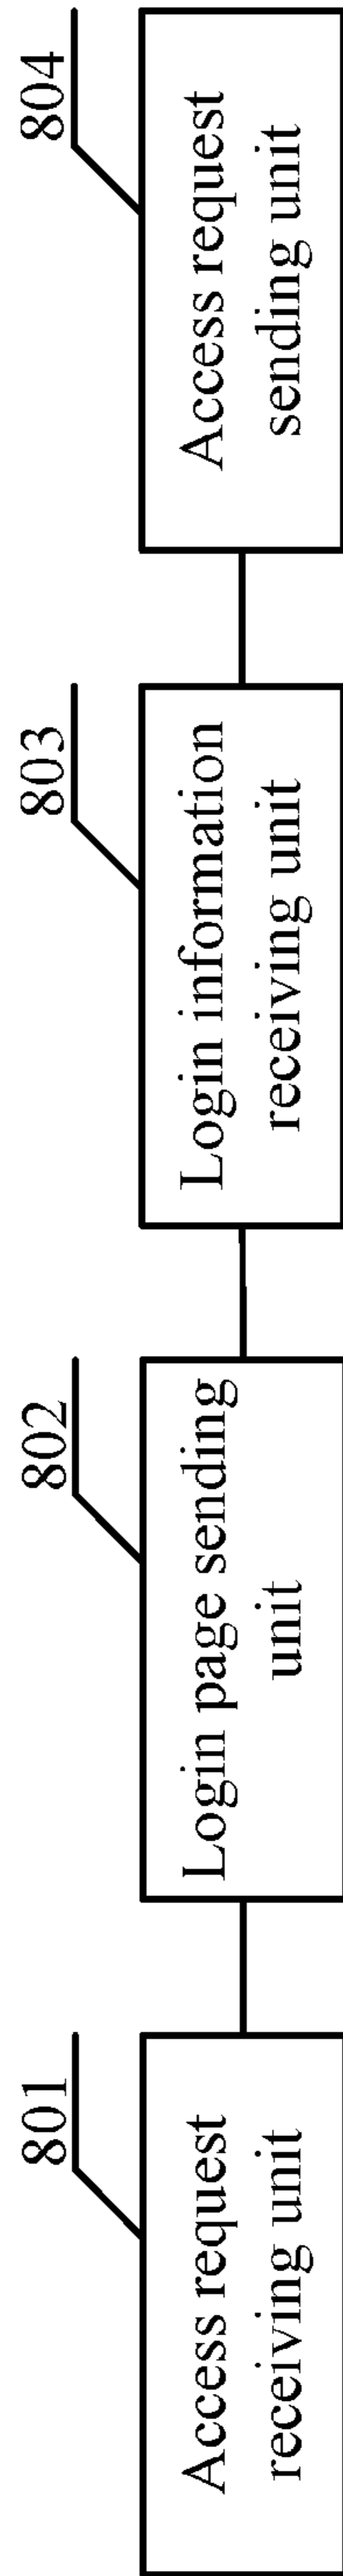 801
Access request
receiving unit
802
Login page sending
unit
803
Login information
receiving unit
804
Access request
sending unit